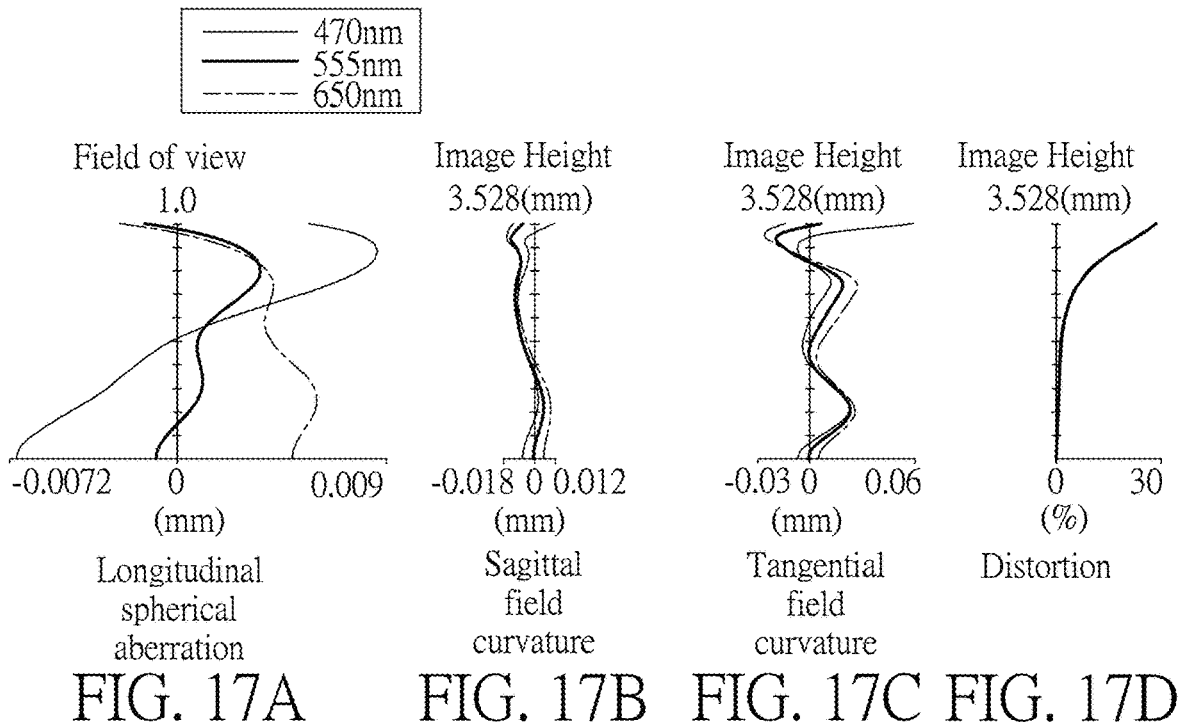 470nm
555nm
650nm
Field of view
1.0
-0.0072 0 0.009
(mm)
Longitudinal
spherical
aberration
FIG. 17A
Image Height
3.528(mm)
-0.018 0 0.012
(mm)
Sagittal
field
curvature
FIG. 17B
Image Height
3.528(mm)
-0.03 0 0.06
(mm)
Tangential
field
curvature
FIG. 17C
Image Height
3.528(mm)
0 30
(%)
Distortion
FIG. 17D